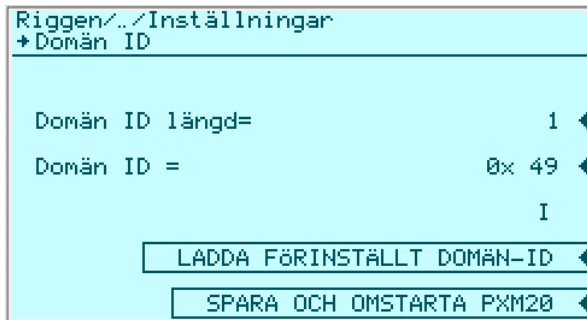 Riggen/../Inställningar
→Domän ID
Domän ID längd= 1
Domän ID = 0x 49
I
LADDA FÖRINSTÄLLT DOMÄN-ID
SPARA OCH OMSTARTA PXM20